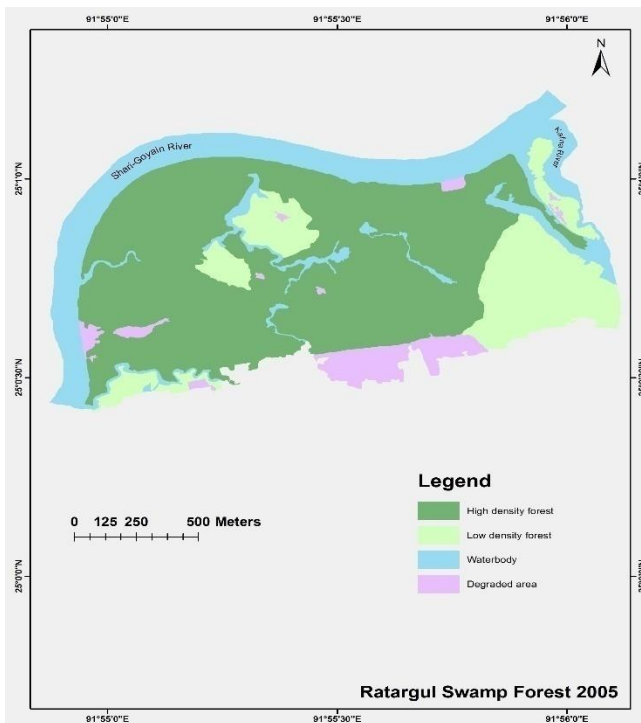 91°55'0"E 91°55'30"E 91°56'0"E
N
Shari-Goyain River
25°1'0"N
25°0'30"N
Legend
High density forest
0 125 250 500 Meters
Low density forest
Waterbody
25°0'0"N
Degraded area
Ratargul Swamp Forest 2005
91°55'0"E 91°55'30"E 91°56'0"E